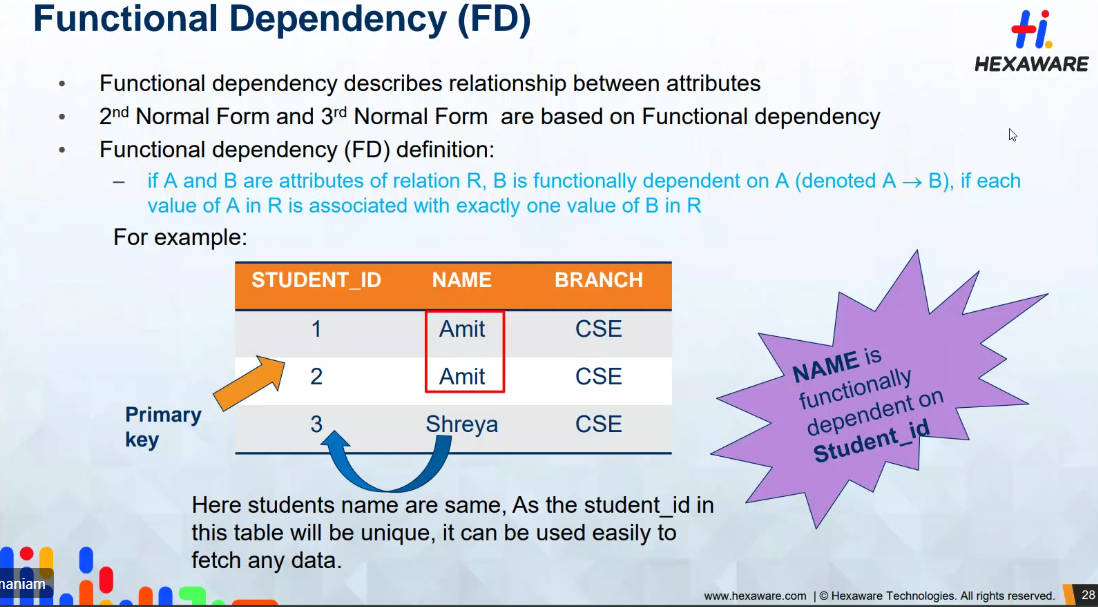 Functional Dependency (FD)
HEXAWARE
• Functional dependency describes relationship between attributes
• 2nd Normal Form and 3rd Normal Form are based on Functional dependency
• Functional dependency (FD) definition:
– if A and B are attributes of relation R, B is functionally dependent on A (denoted A → B), if each
value of A in R is associated with exactly one value of B in R
For example:
STUDENT_ID NAME BRANCH
1 Amit CSE
2 Amit CSE
3 Shreya CSE
Primary
key
NAME is
functionally
dependent on
Student_id
Here students name are same, As the student_id in
this table will be unique, it can be used easily to
fetch any data.
naniam
www.hexaware.com | © Hexaware Technologies. All rights reserved. 28